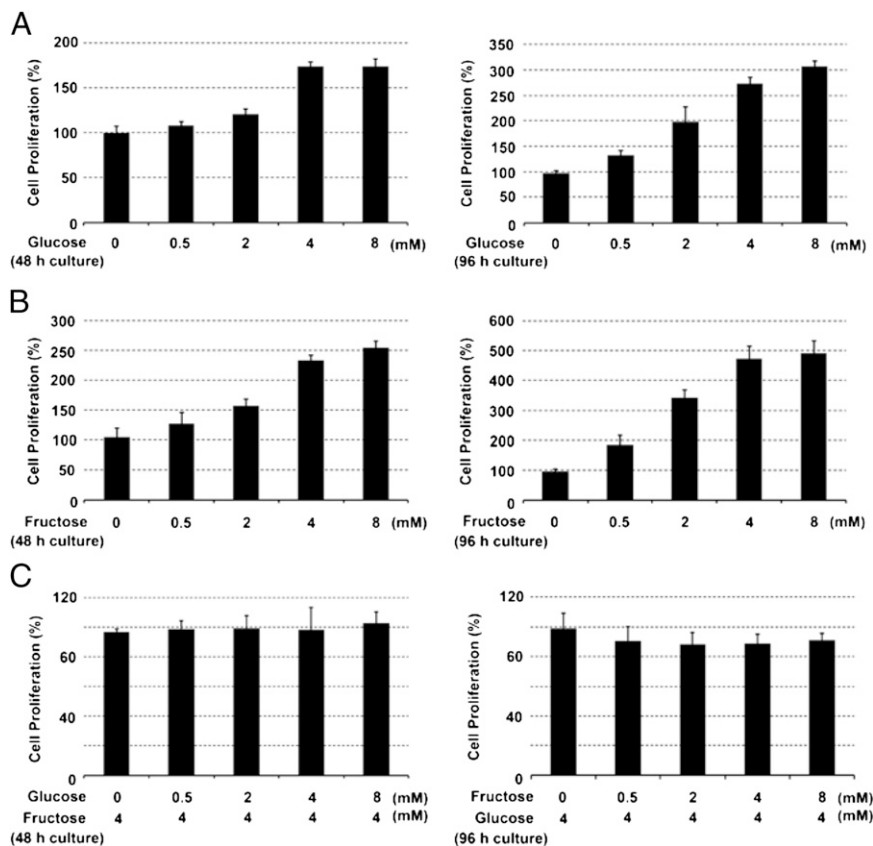 A
Cell Proliferation (%)
200
150
100
50
0
Glucose 0 0.5 2 4 8 (mM)
(48 h culture)
Cell Proliferation (%)
350
300
250
200
150
100
50
0
Glucose 0 0.5 2 4 8 (mM)
(96 h culture)
B
Cell Proliferation (%)
300
250
200
150
100
50
0
Fructose 0 0.5 2 4 8 (mM)
(48 h culture)
Cell Proliferation (%)
600
500
400
300
200
100
0
Fructose 0 0.5 2 4 8 (mM)
(96 h culture)
C
Cell Proliferation (%)
120
60
40
0
Glucose 0 0.5 2 4 8 (mM)
Fructose 4 4 4 4 4 (mM)
(48 h culture)
Cell Proliferation (%)
120
60
40
0
Fructose 0 0.5 2 4 8 (mM)
Glucose 4 4 4 4 4 (mM)
(96 h culture)